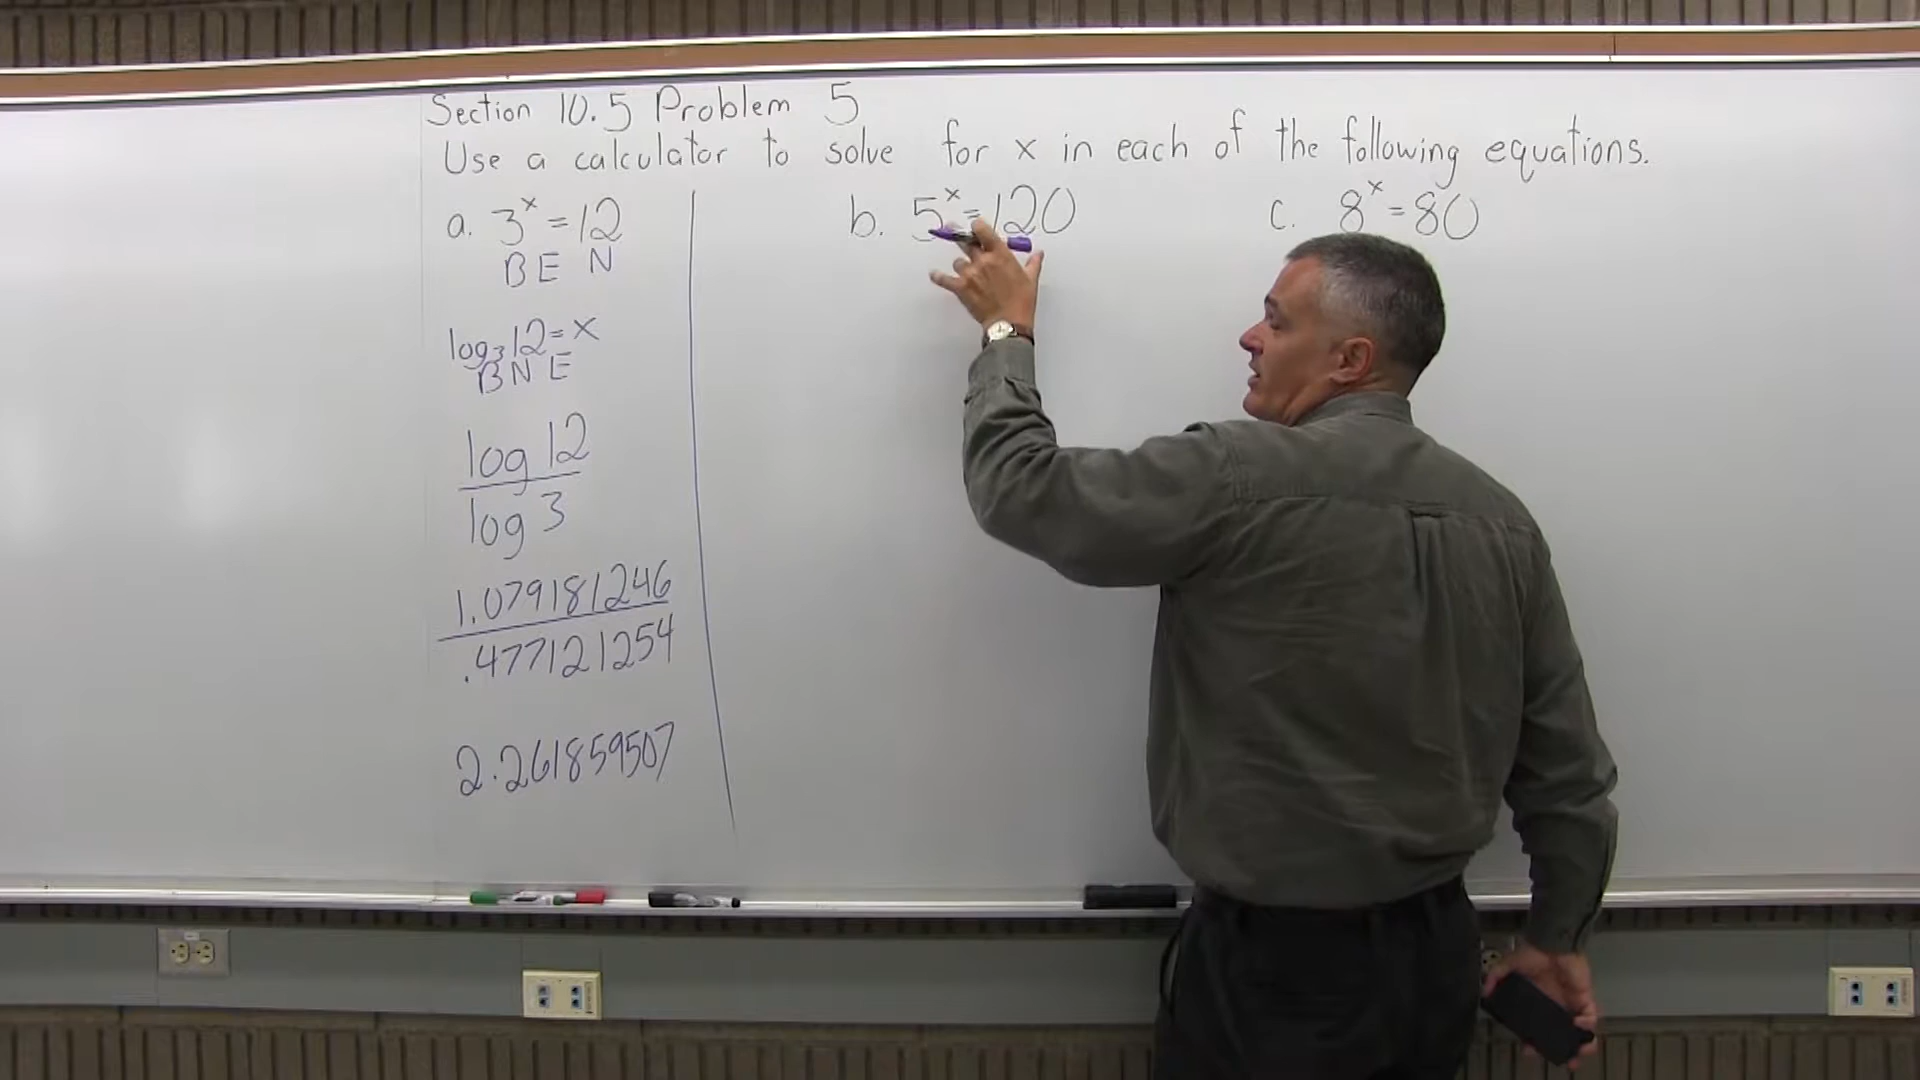 Section 10.5 Problem 5
Use a calculator to solve for x in each of the following equations.
a. 3^x = 12
B E N
log₃12 = x
B N E
log 12
log 3
1.079181246
.477121254
2.261859507
b. 5^x = 120
c. 8^x = 80